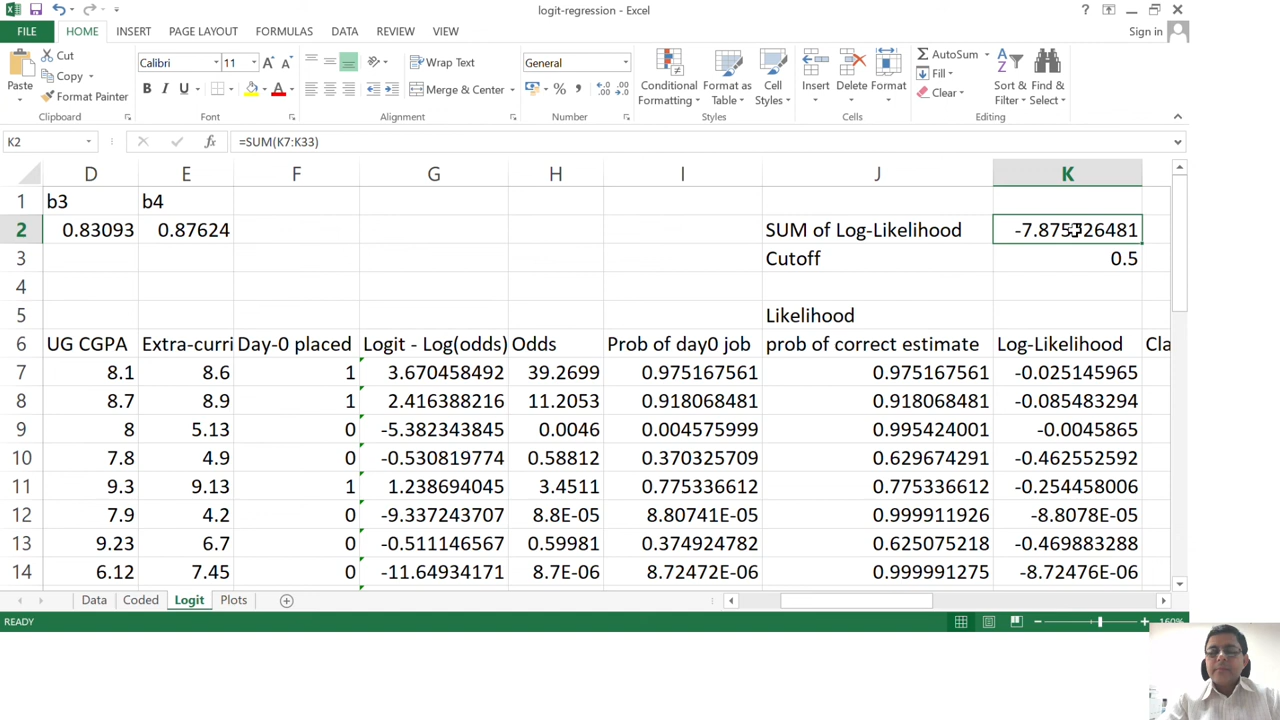 logit-regression - Excel
FILE HOME INSERT PAGE LAYOUT FORMULAS DATA REVIEW VIEW Sign in
Cut
Copy
Format Painter
Paste
Calibri 11
B I U
Wrap Text
Merge & Center
General
Conditional Formatting
Format as Table
Cell Styles
Insert Delete Format
AutoSum
Fill
Clear
Sort & Filter
Find & Select
Clipboard Font Alignment Number Styles Cells Editing
K2 fx =SUM(K7:K33)
D E F G H I J K
1 b3 b4
2 0.83093 0.87624 SUM of Log-Likelihood
3 Cutoff 0.5
4
5 Likelihood
6 UG CGPA Extra-curri Day-0 placed Logit - Log(odds) Odds Prob of day0 job prob of correct estimate Log-Likelihood Cla
7 8.1 8.6 1 3.670458492 39.2699 0.975167561 0.975167561 -0.025145965
8 8.7 8.9 1 2.416388216 11.2053 0.918068481 0.918068481 -0.085483294
9 8 5.13 0 -5.382343845 0.0046 0.004575999 0.995424001 -0.0045865
10 7.8 4.9 0 -0.530819774 0.58812 0.370325709 0.629674291 -0.462552592
11 9.3 9.13 1 1.238694045 3.4511 0.775336612 0.775336612 -0.254458006
12 7.9 4.2 0 -9.337243707 8.8E-05 8.80741E-05 0.999911926 -8.8078E-05
13 9.23 6.7 0 -0.511146567 0.59981 0.374924782 0.625075218 -0.469883288
14 6.12 7.45 0 -11.64934171 8.7E-06 8.72472E-06 0.999991275 -8.72476E-06
Data Coded Logit Plots
READY